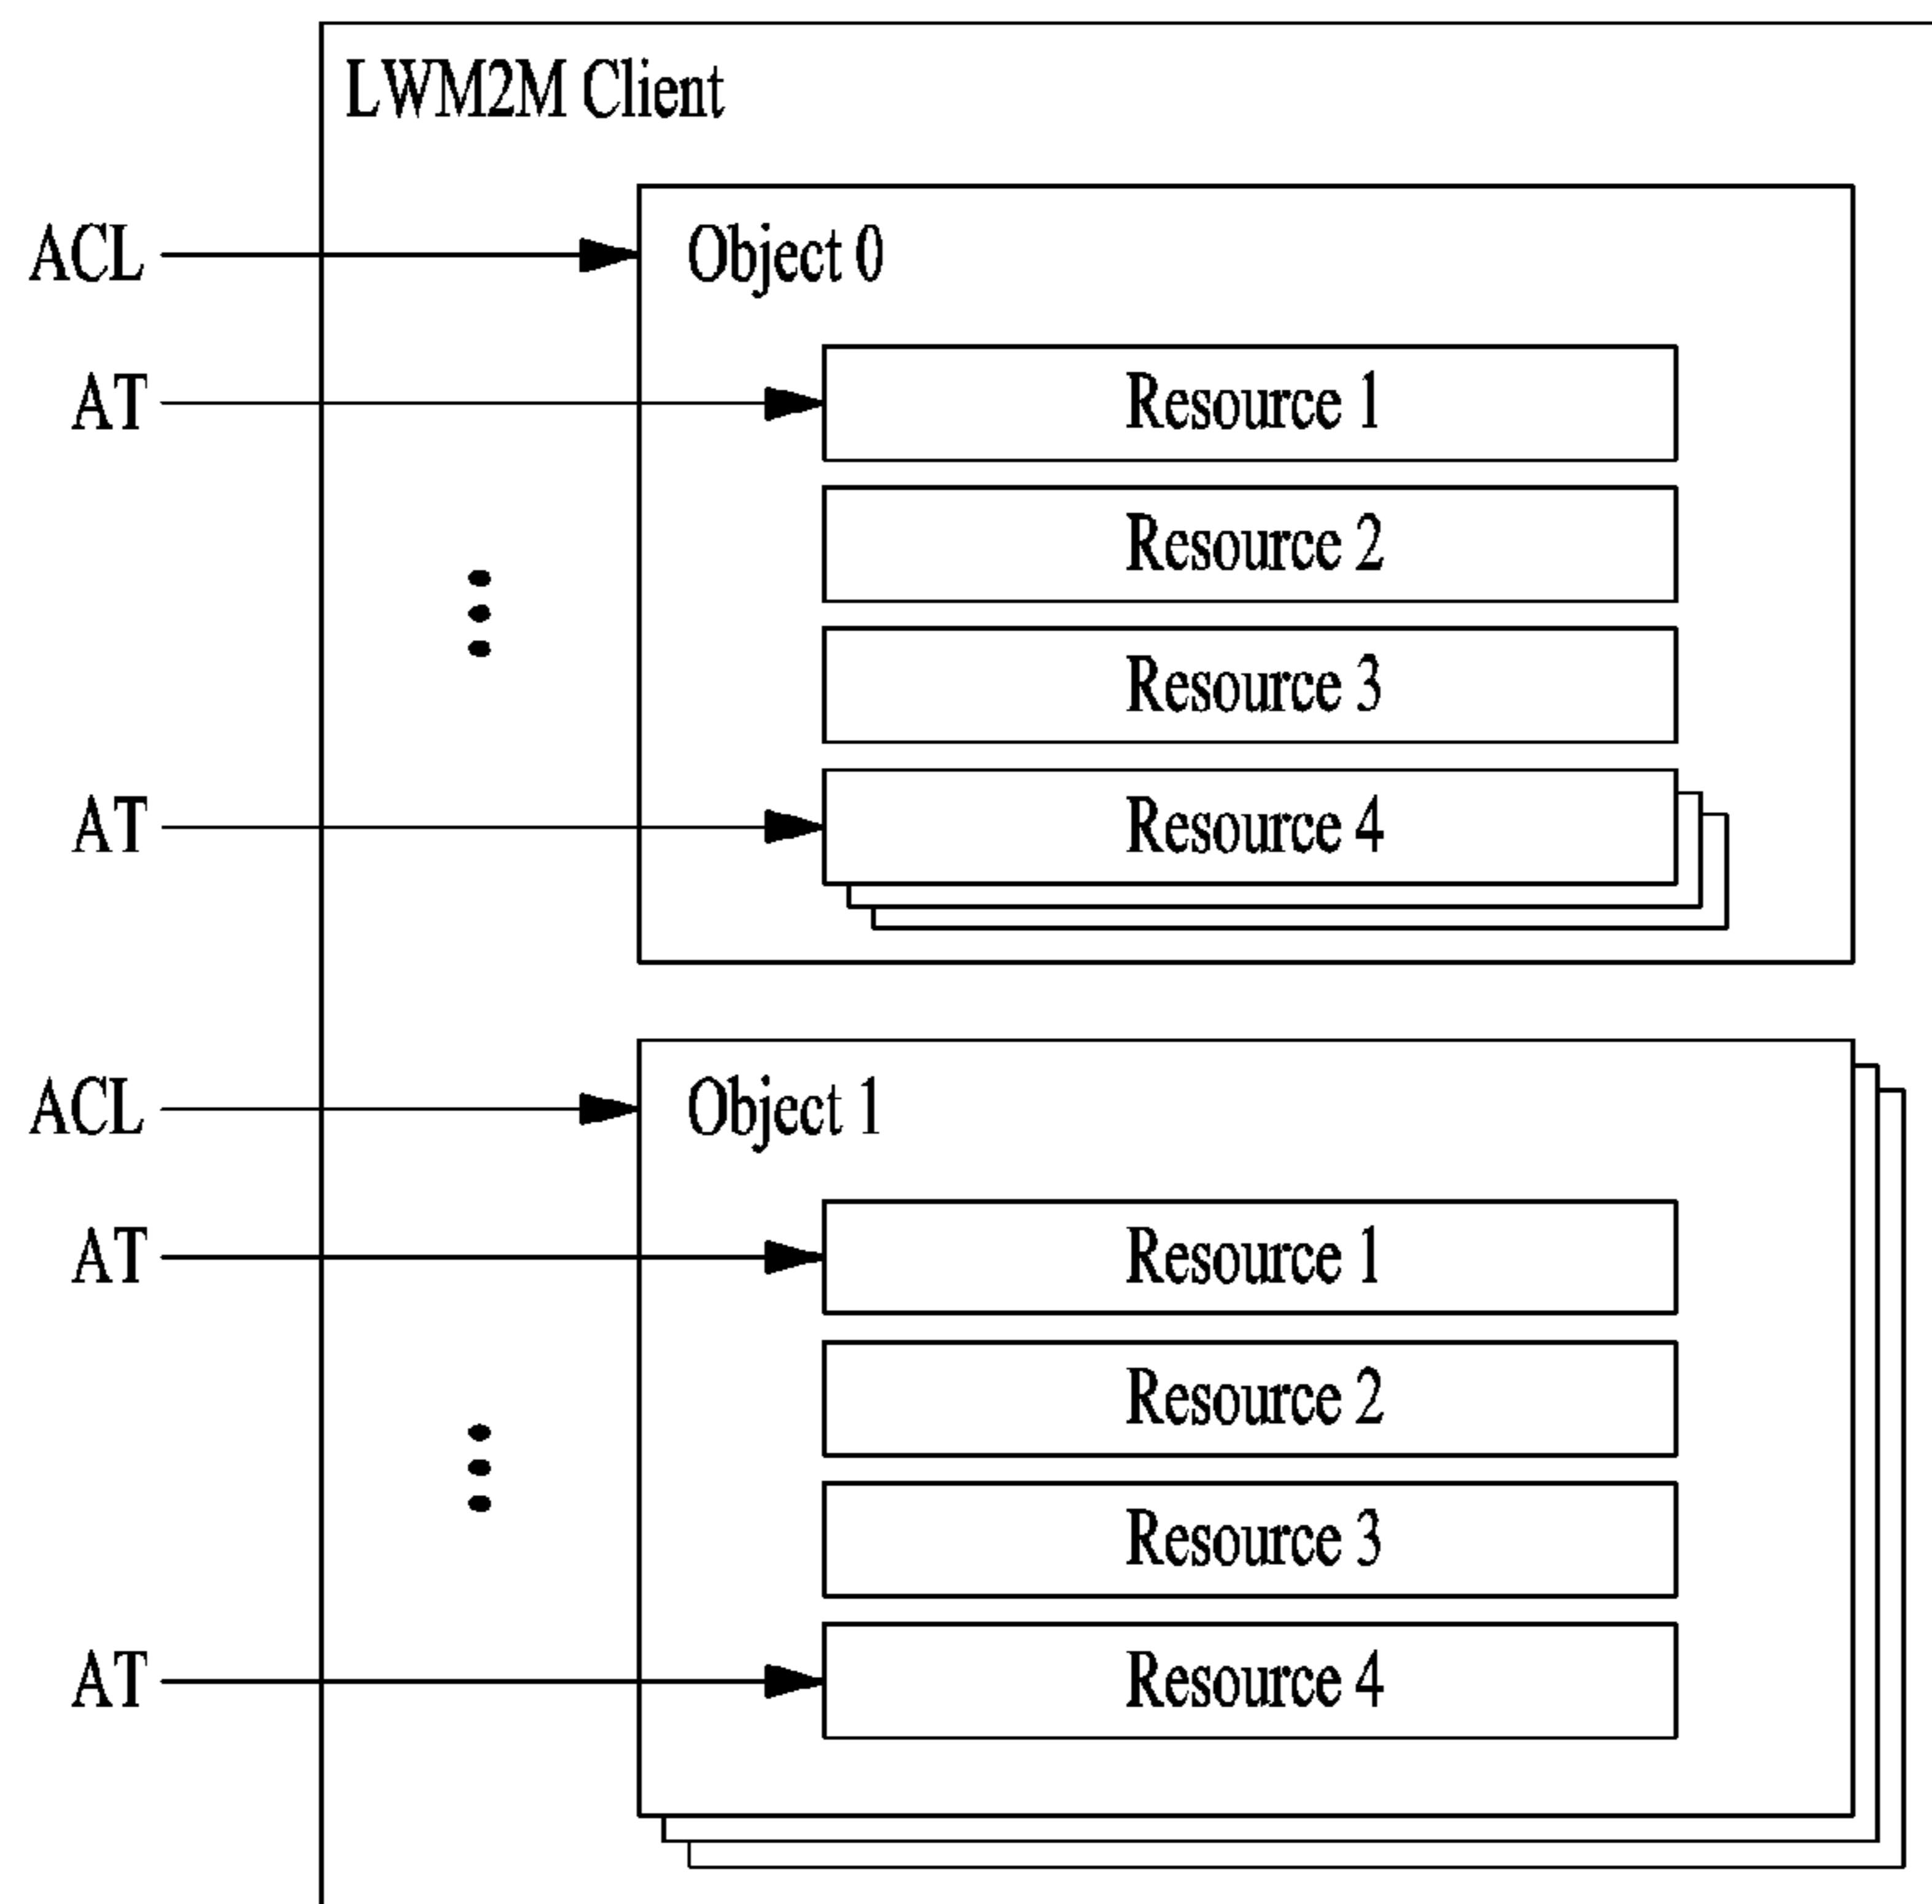 LWM2M Client
ACL
Object 0
AT
Resource 1
Resource 2
Resource 3
AT
Resource 4
ACL
Object 1
AT
Resource 1
Resource 2
Resource 3
AT
Resource 4